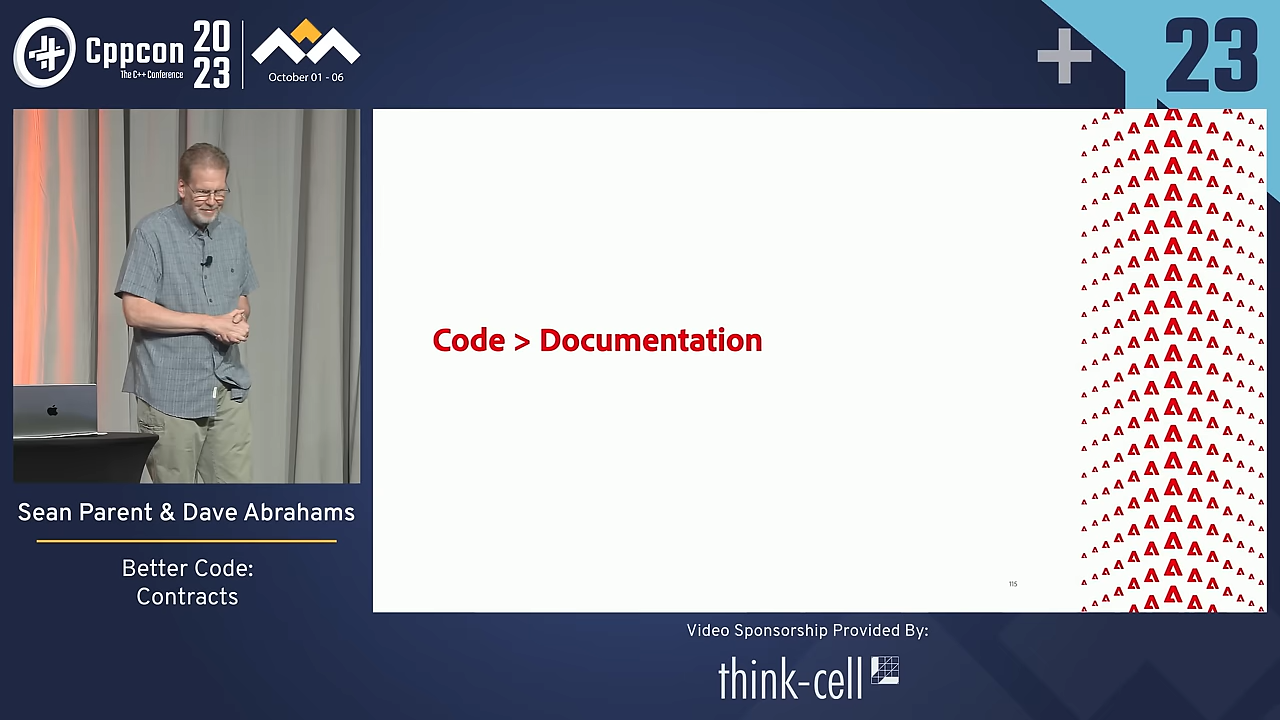 Cppcon
The C++ Conference
20
23
October 01 - 06
23
Code > Documentation
115
Sean Parent & Dave Abrahams
Better Code:
Contracts
Video Sponsorship Provided By:
think-cell